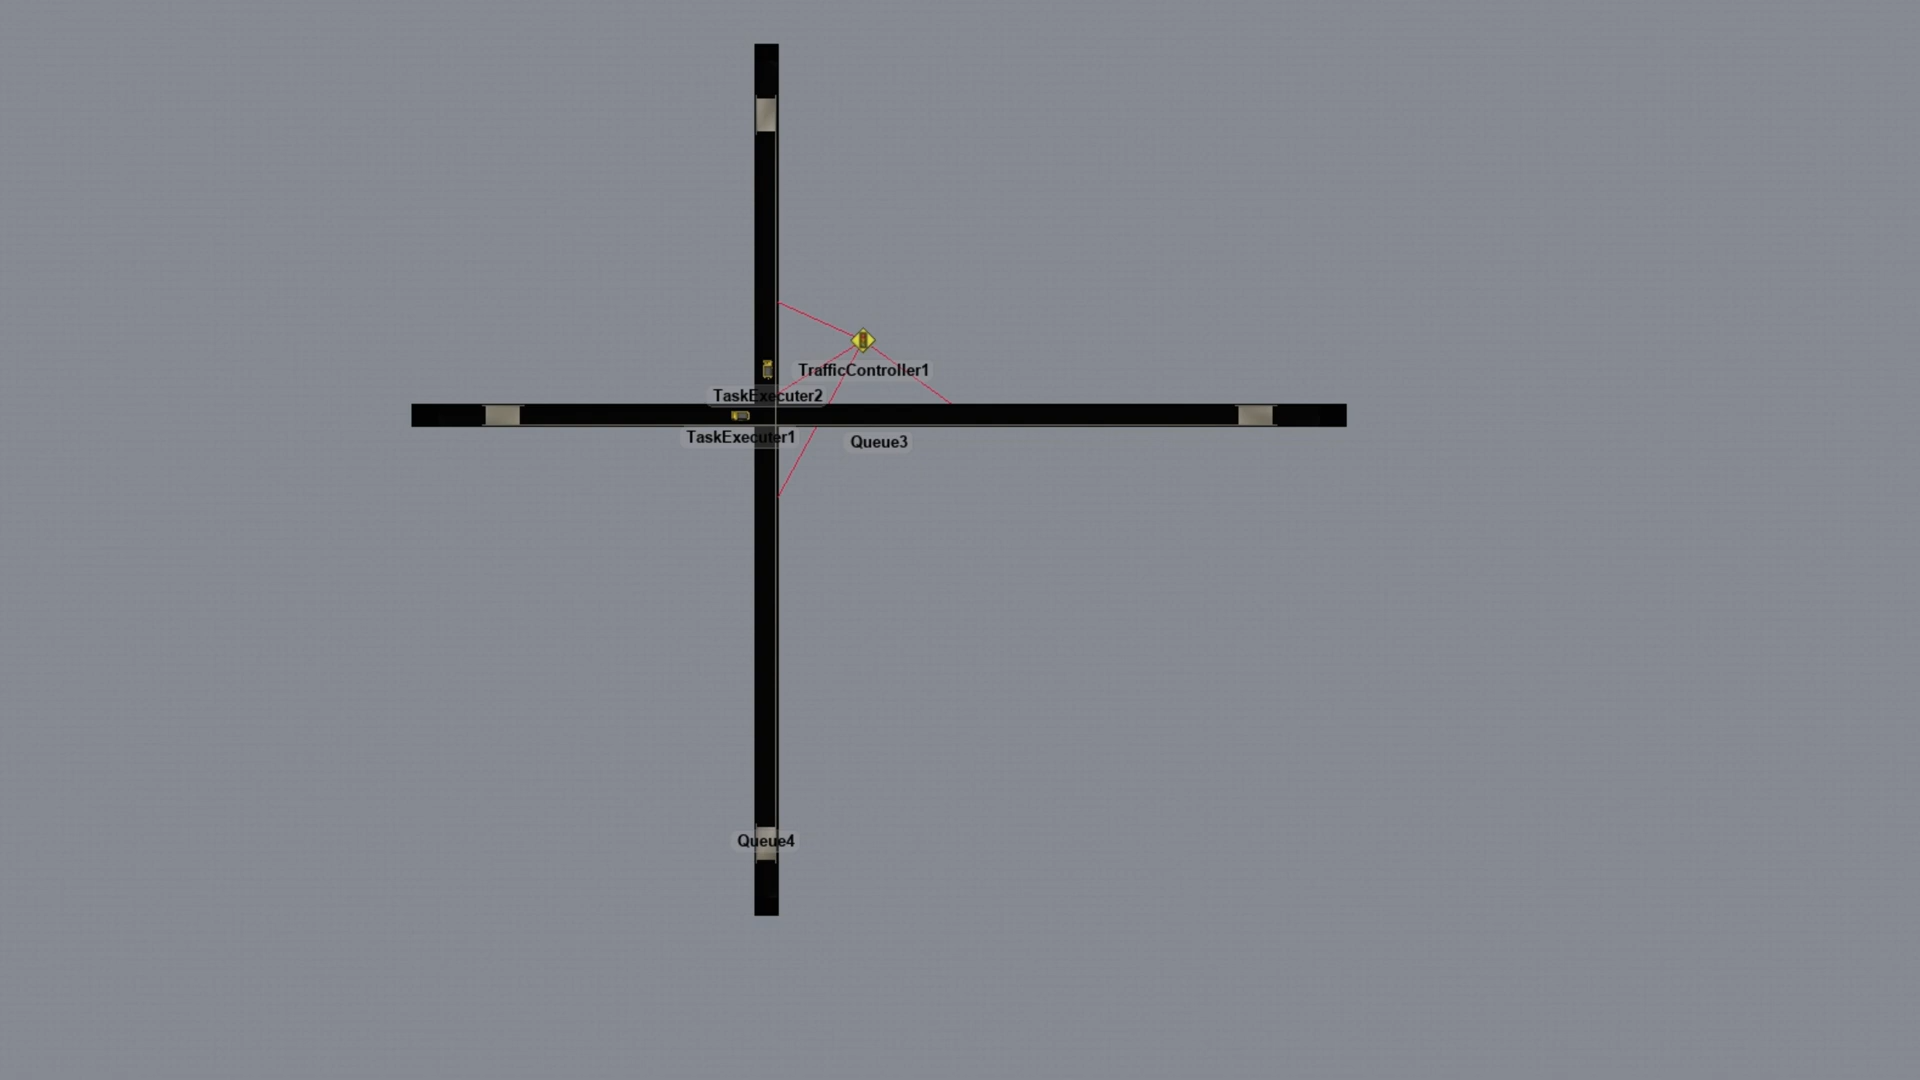 TrafficController1
TaskExecuter2
TaskExecuter1
Queue3
Queue4